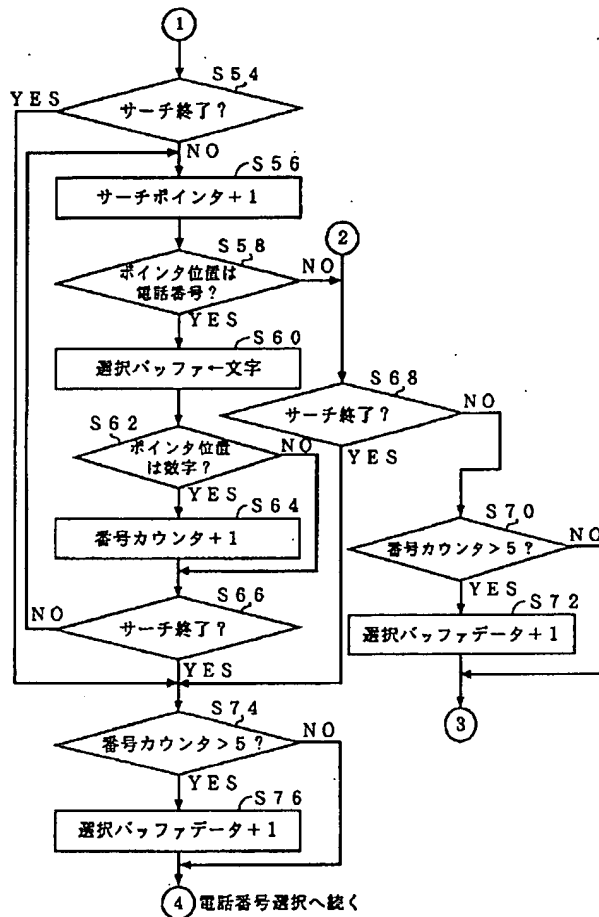 1
S54
YES
サーチ終了?
NO
S56
サーチポインタ+1
S58
ポインタ位置は
電話番号?
NO
2
YES
S60
選択バッファ←文字
S68
サーチ終了?
NO
YES
S62
ポインタ位置
は数字?
NO
YES
S64
番号カウンタ+1
S70
番号カウンタ>5?
NO
YES
S66
NO
サーチ終了?
YES
S72
選択バッファデータ+1
3
S74
番号カウンタ>5?
NO
YES
S76
選択バッファデータ+1
4 電話番号選択へ続く